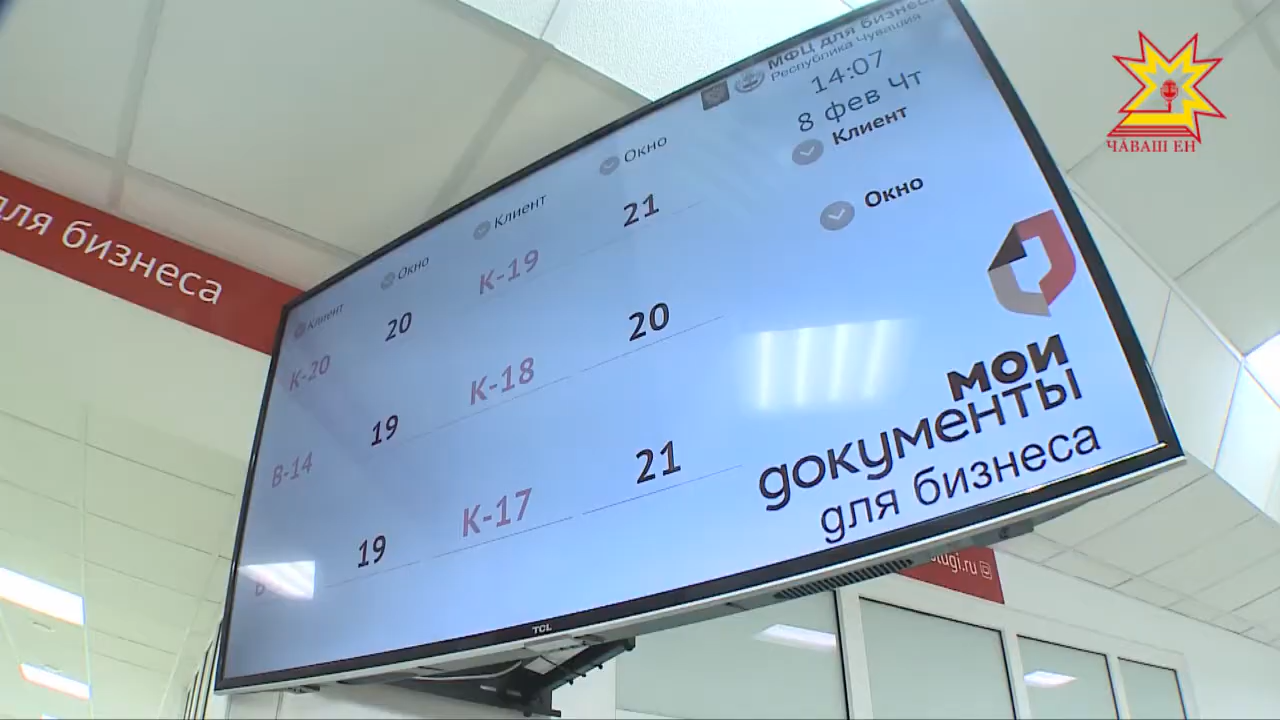 МФЦ для бизнеса
Республика Чувашия
14:07
8 фев Чт
Клиент
Окно
Клиент Окно Клиент Окно
К-20 20 К-19 21
В-14 19 К-18 20
19 К-17 21
мои
документы
для бизнеса
TCL
для бизнеса
ЧӐВАШ ЕН